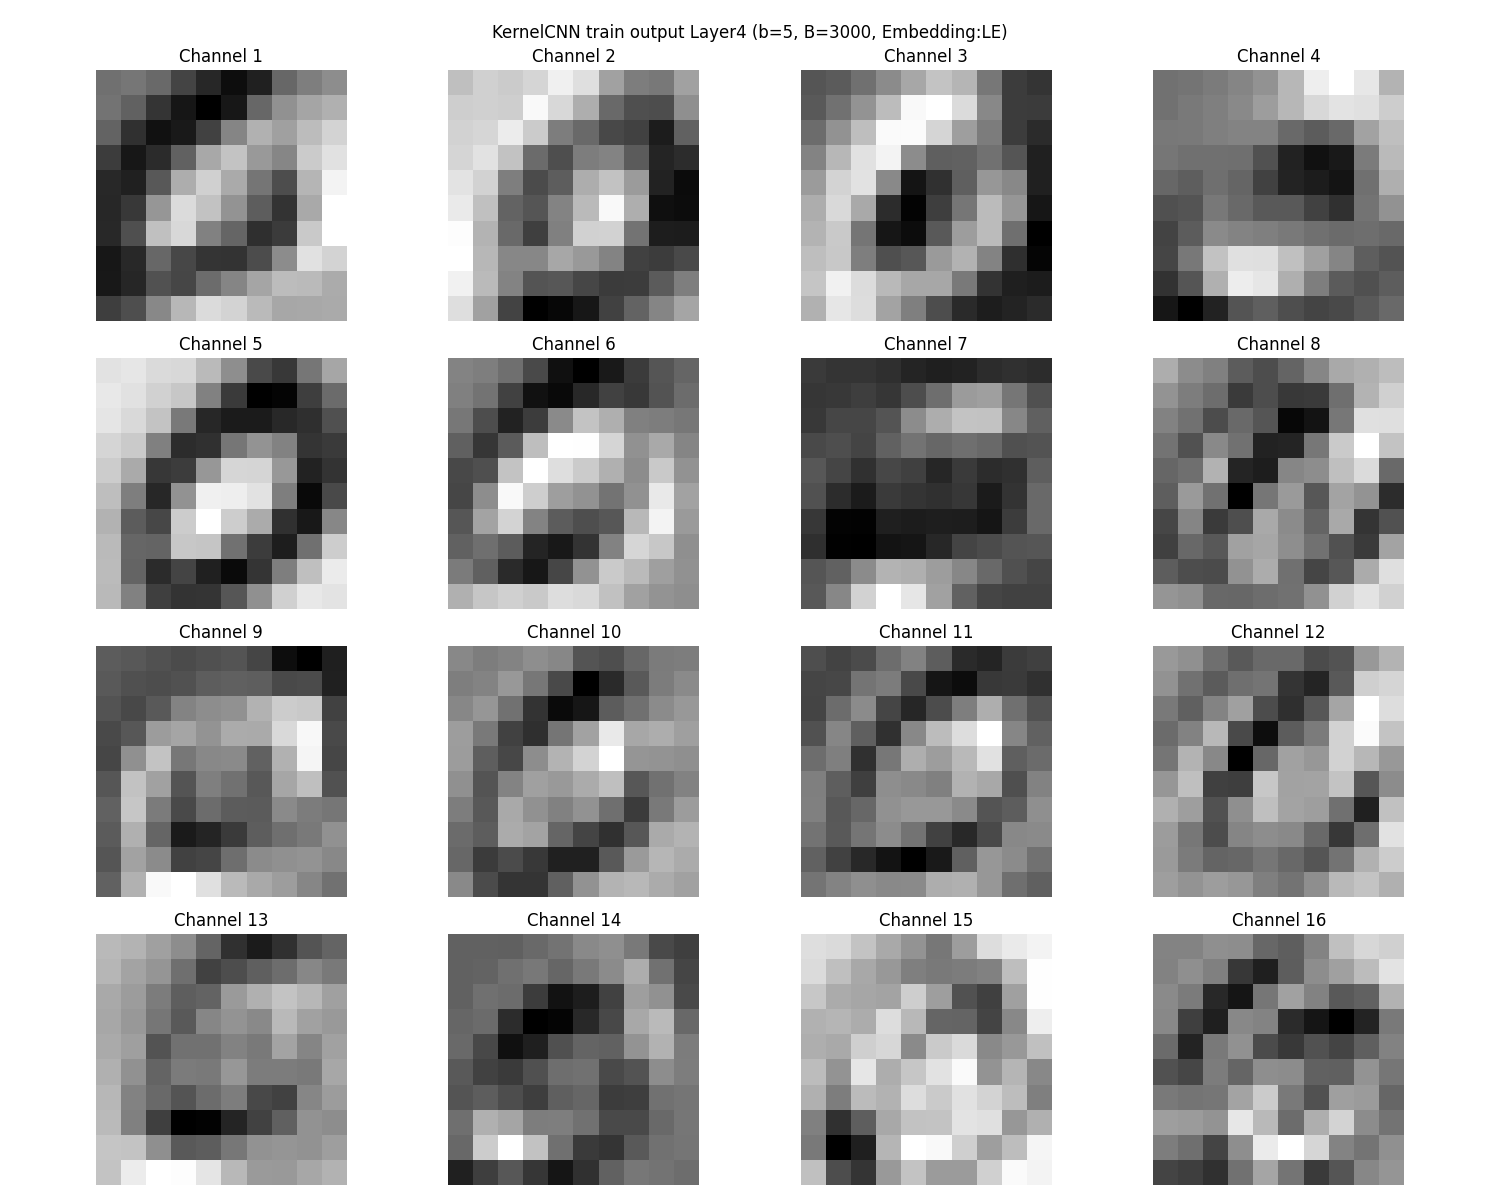 KernelCNN train output Layer4 (b=5, B=3000, Embedding:LE)
Channel 1
Channel 2
Channel 3
Channel 4
Channel 5
Channel 6
Channel 7
Channel 8
Channel 9
Channel 10
Channel 11
Channel 12
Channel 13
Channel 14
Channel 15
Channel 16